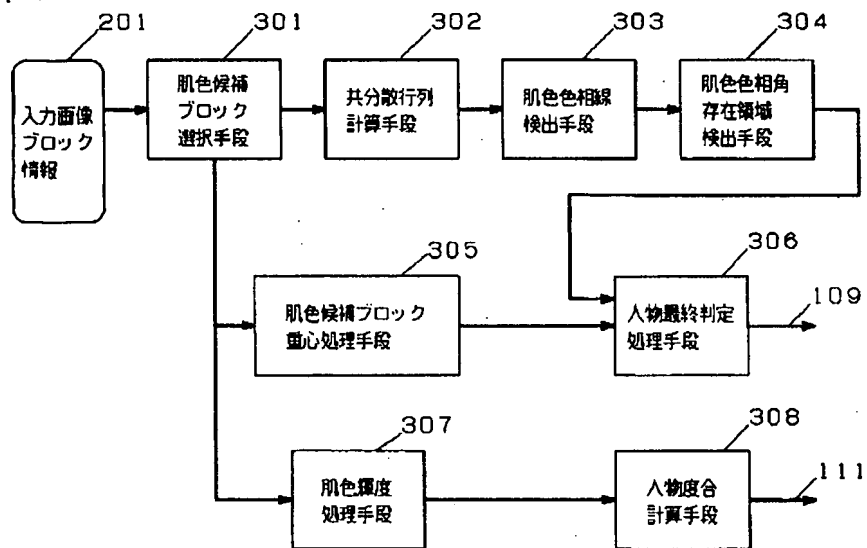 201
入力画像
ブロック
情報
301
肌色候補
ブロック
選択手段
302
共分散行列
計算手段
303
肌色色相線
検出手段
304
肌色色相角
存在領域
検出手段
305
肌色候補ブロック
重心処理手段
306
人物最終判定
処理手段
109
307
肌色輝度
処理手段
308
人物度合
計算手段
111